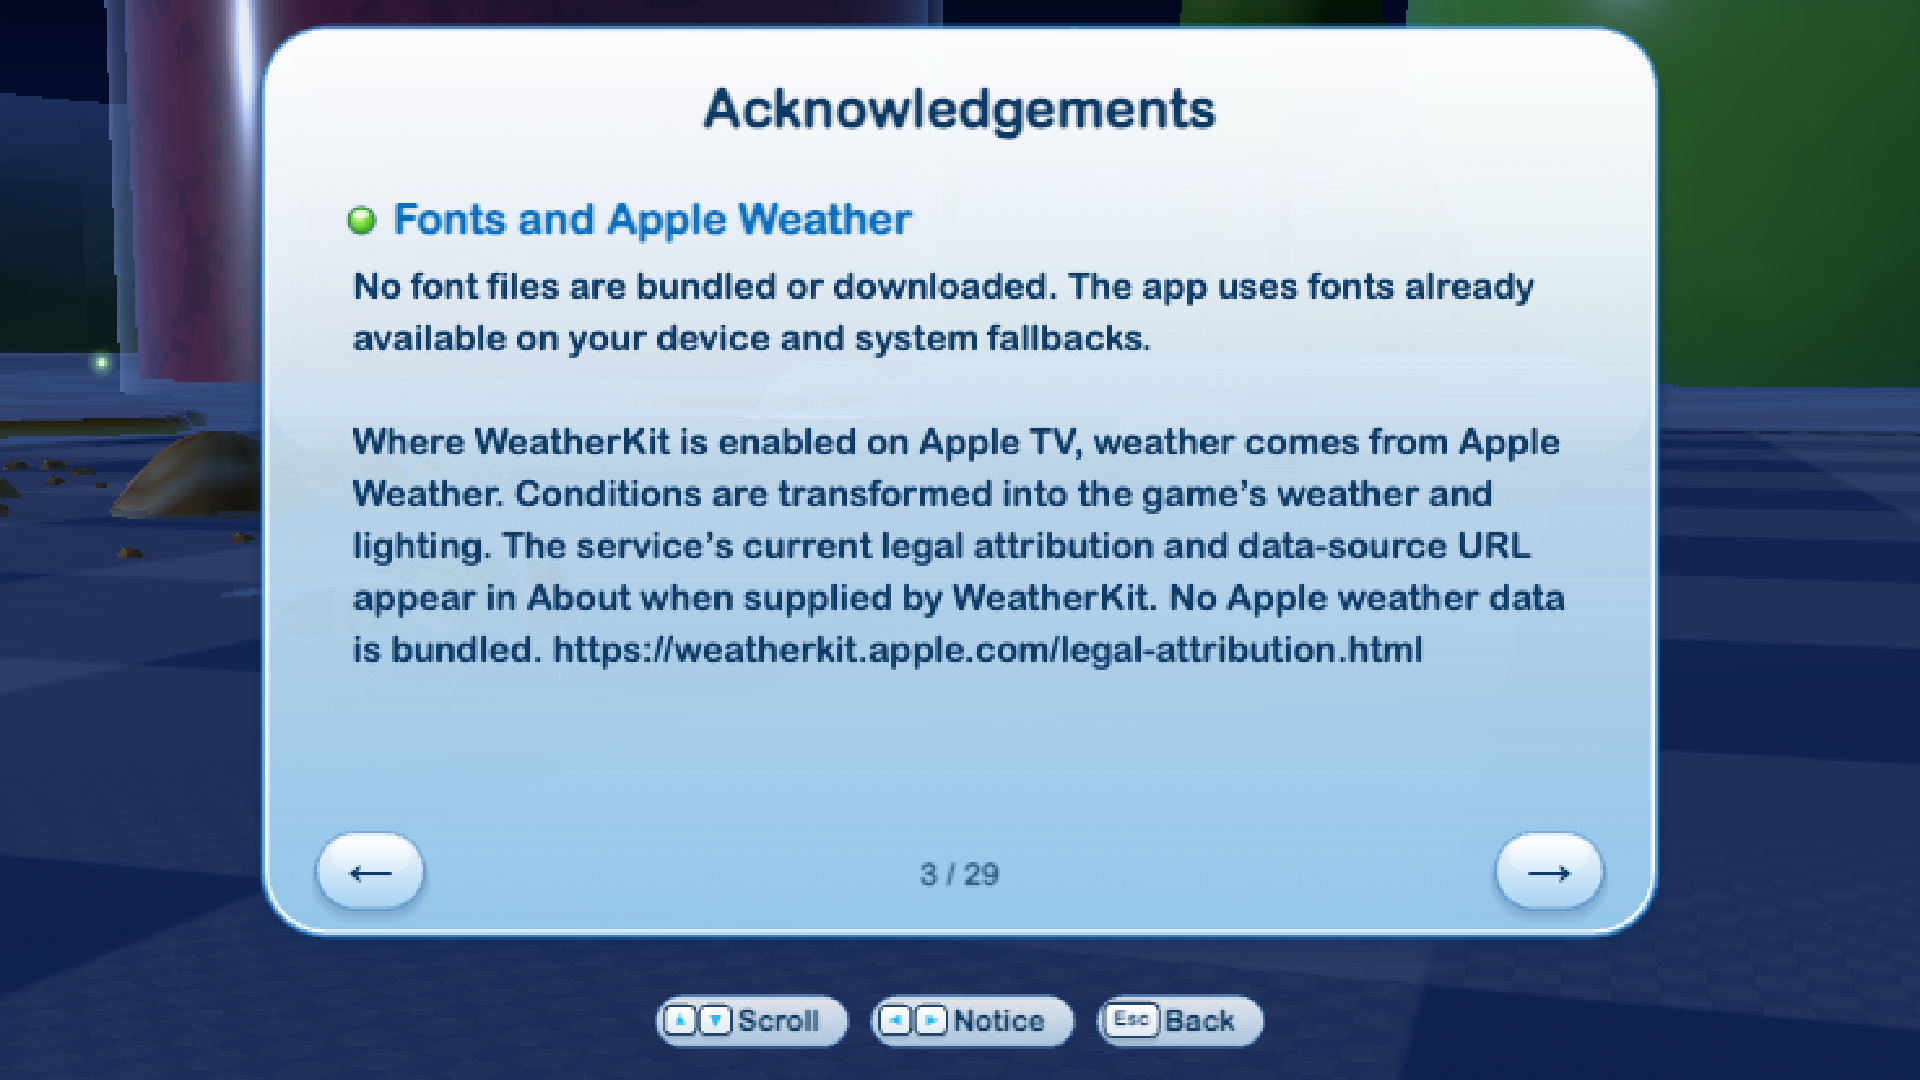 Acknowledgements
Fonts and Apple Weather
No font files are bundled or downloaded. The app uses fonts already
available on your device and system fallbacks.
Where WeatherKit is enabled on Apple TV, weather comes from Apple
Weather. Conditions are transformed into the game’s weather and
lighting. The service’s current legal attribution and data-source URL
appear in About when supplied by WeatherKit. No Apple weather data
is bundled. https://weatherkit.apple.com/legal-attribution.html
← 3 / 29 →
▲ ▼ Scroll ◀ ▶ Notice Esc Back